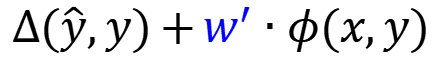 Δ(ŷ, y) + w′ · ϕ(x, y)